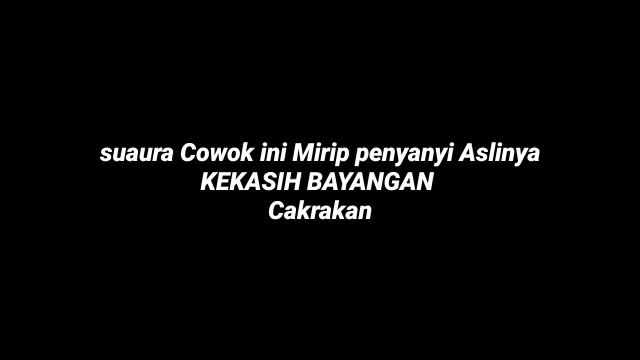 suaura Cowok ini Mirip penyanyi Aslinya
KEKASIH BAYANGAN
Cakrakan